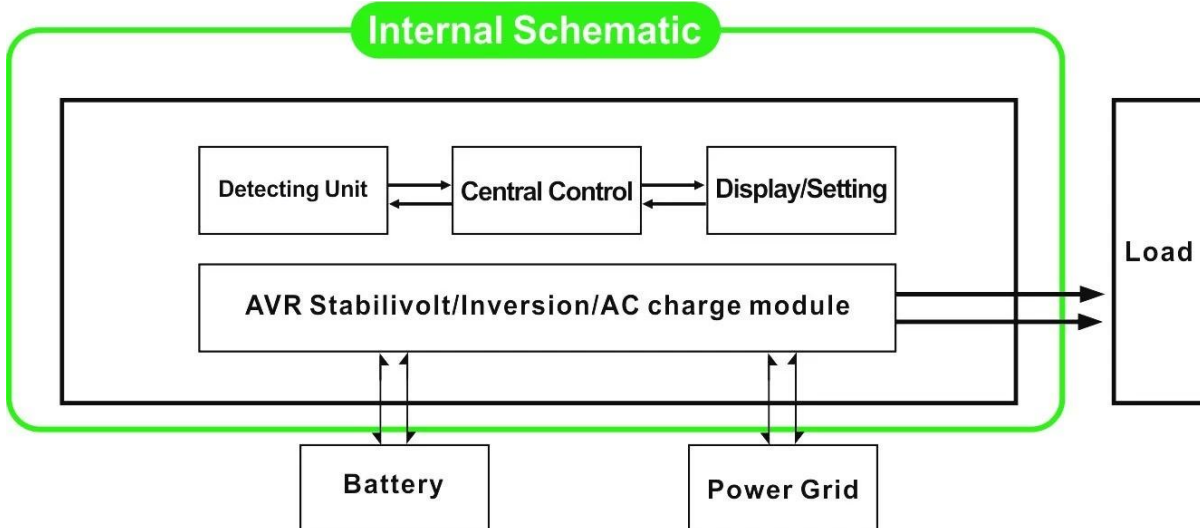 Internal Schematic
Detecting Unit
Central Control
Display/Setting
Load
AVR Stabilivolt/Inversion/AC charge module
Battery
Power Grid